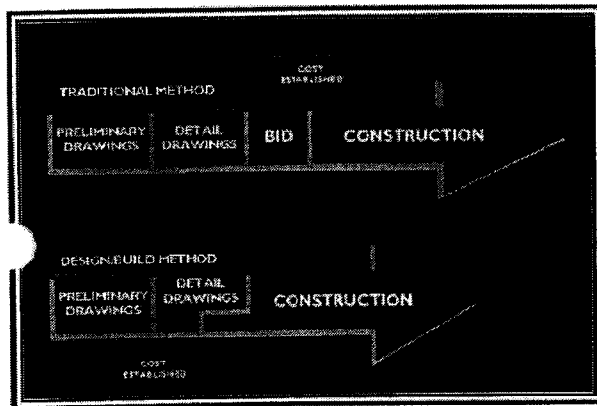 COST
ESTABLISHED
TRADITIONAL METHOD
PRELIMINARY
DRAWINGS
DETAIL
DRAWINGS
BID
CONSTRUCTION
DESIGN/BUILD METHOD
PRELIMINARY
DRAWINGS
DETAIL
DRAWINGS
CONSTRUCTION
COST
ESTABLISHED